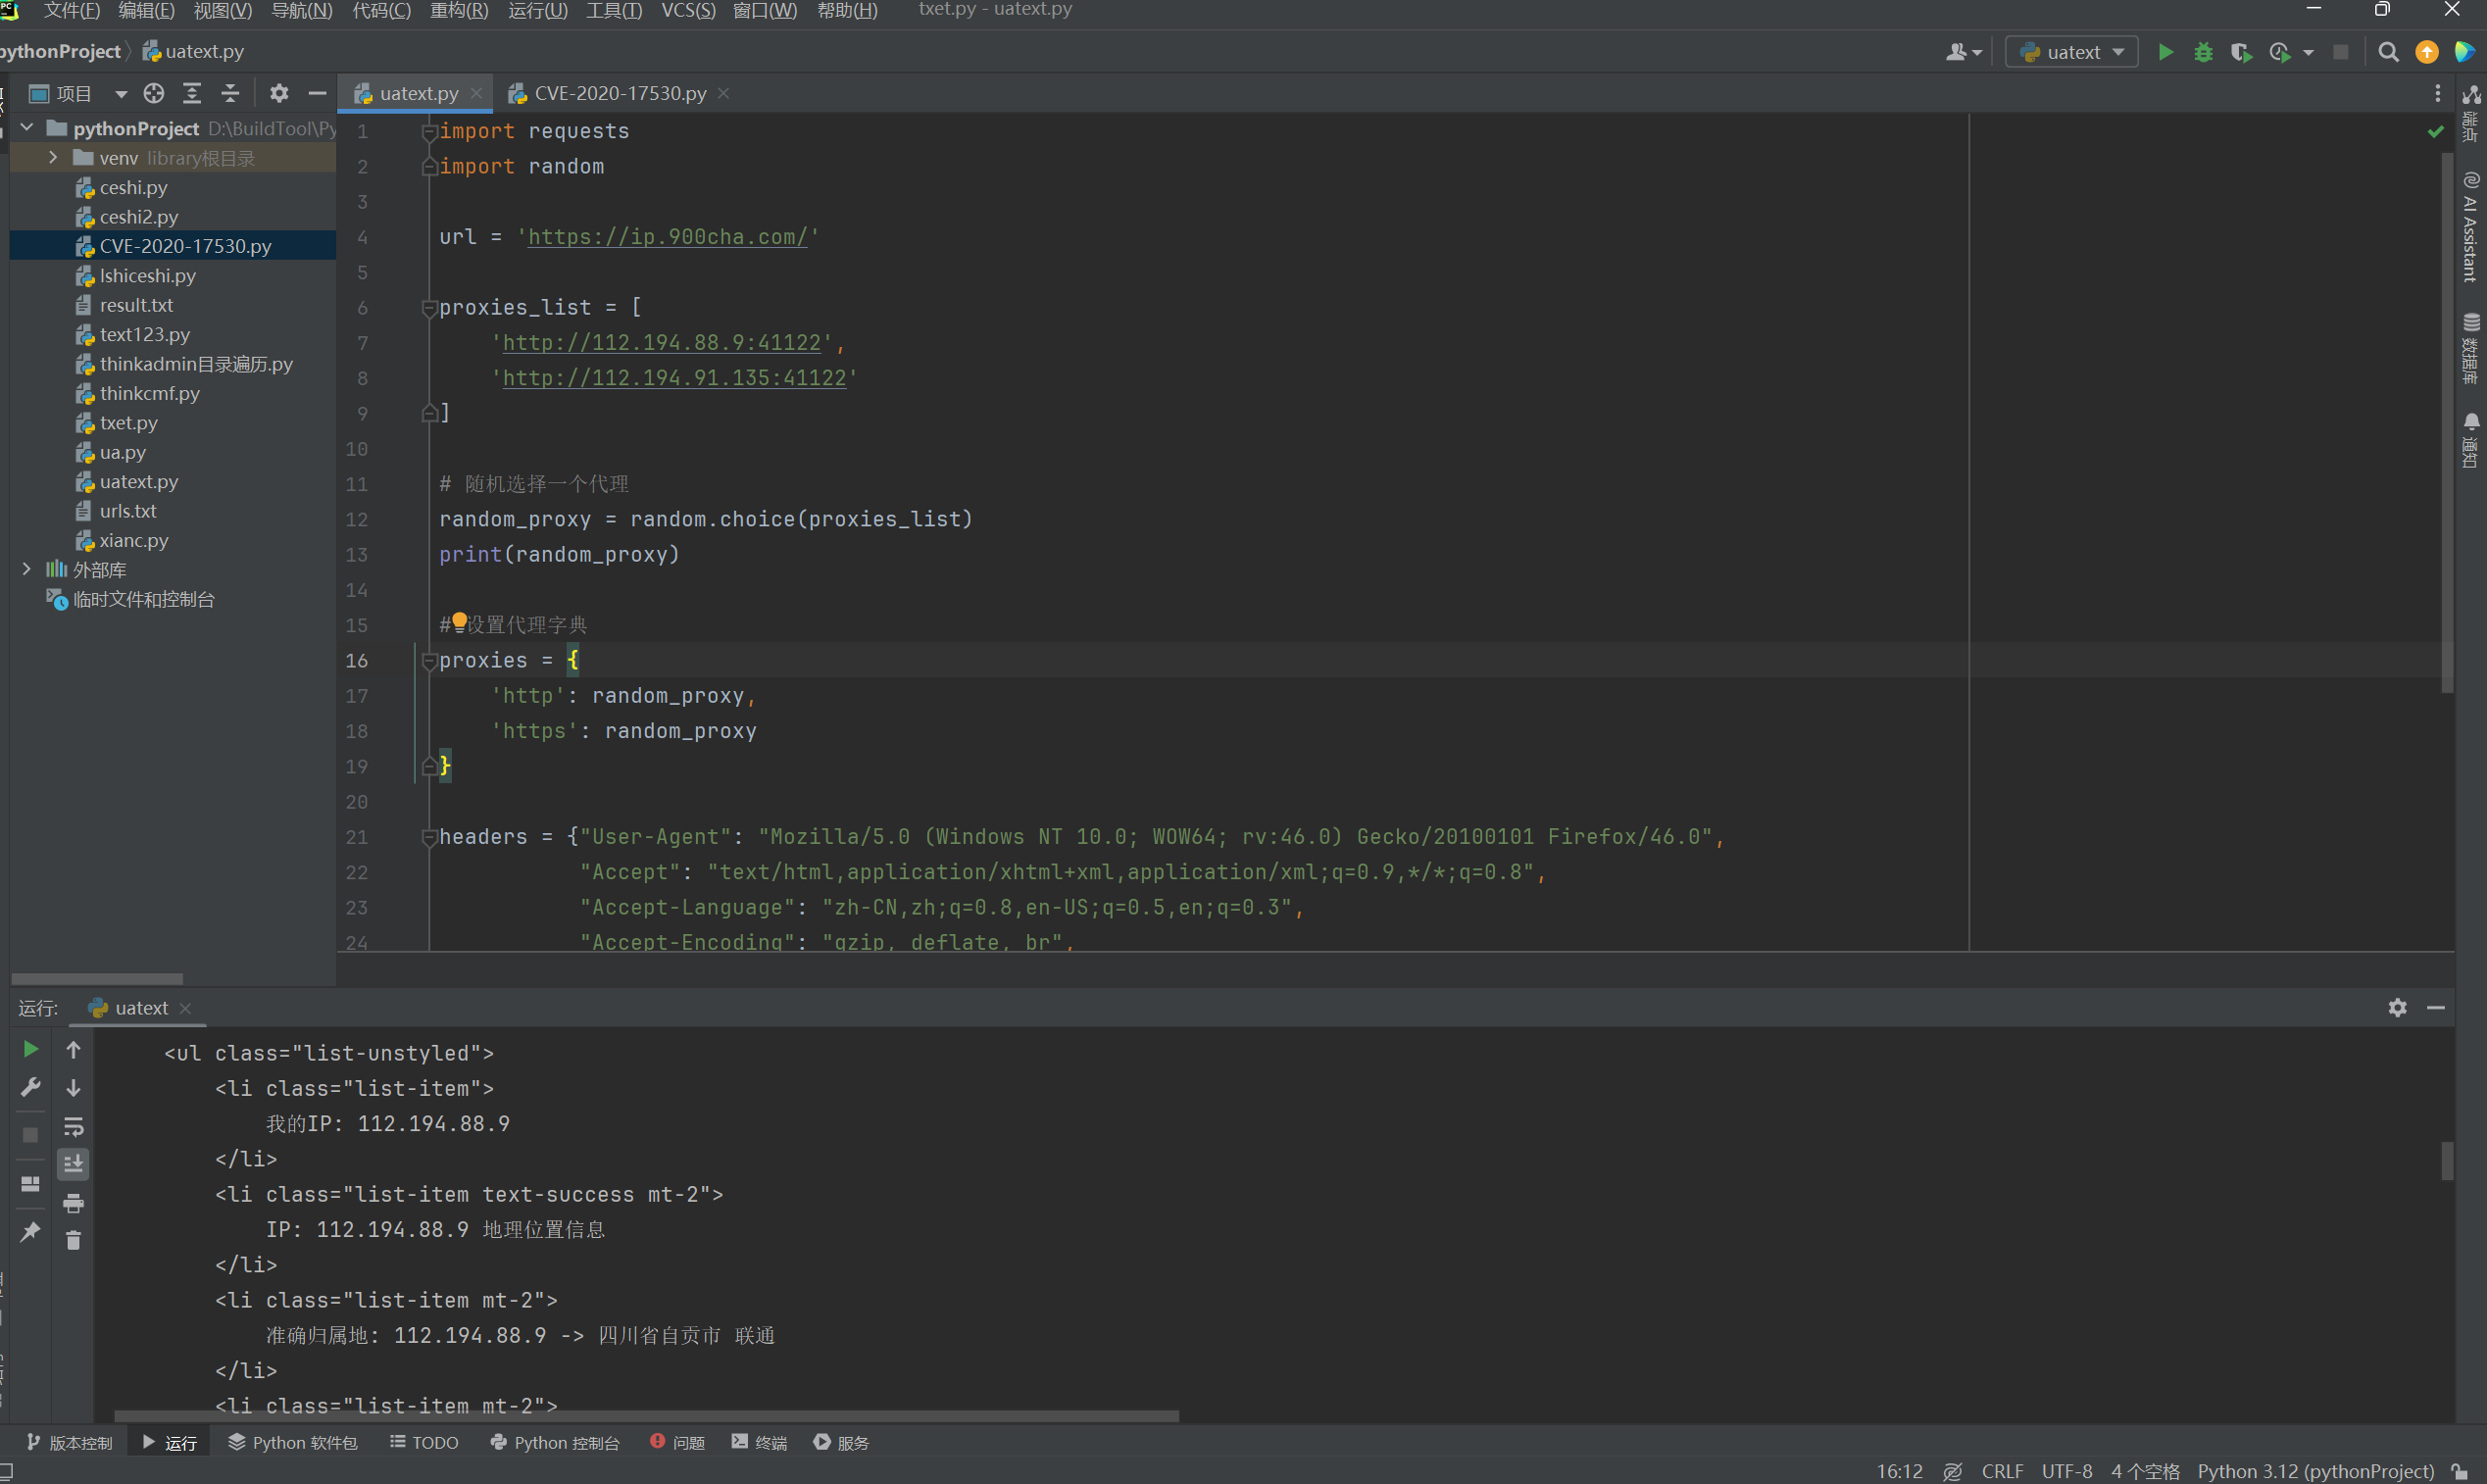 文件(F) 编辑(E) 视图(V) 导航(N) 代码(C) 重构(R) 运行(U) 工具(T) VCS(S) 窗口(W) 帮助(H) txet.py - uatext.py
pythonProject uatext.py uatext
项目 uatext.py CVE-2020-17530.py
pythonProject D:\BuildTool\Py
venv library根目录
ceshi.py
ceshi2.py
CVE-2020-17530.py
lshiceshi.py
result.txt
text123.py
thinkadmin目录遍历.py
thinkcmf.py
txet.py
ua.py
uatext.py
urls.txt
xianc.py
外部库
临时文件和控制台
1 import requests
2 import random
3
4 url = 'https://ip.900cha.com/'
5
6 proxies_list = [
7 'http://112.194.88.9:41122',
8 'http://112.194.91.135:41122'
9 ]
10
11 # 随机选择一个代理
12 random_proxy = random.choice(proxies_list)
13 print(random_proxy)
14
15 # 设置代理字典
16 proxies = {
17 'http': random_proxy,
18 'https': random_proxy
19 }
20
21 headers = {"User-Agent": "Mozilla/5.0 (Windows NT 10.0; WOW64; rv:46.0) Gecko/20100101 Firefox/46.0",
22 "Accept": "text/html,application/xhtml+xml,application/xml;q=0.9,*/*;q=0.8",
23 "Accept-Language": "zh-CN,zh;q=0.8,en-US;q=0.5,en;q=0.3",
24 "Accept-Encoding": "gzip, deflate, br",
端点
AI Assistant
数据库
通知
运行: uatext
<ul class="list-unstyled">
<li class="list-item">
我的IP: 112.194.88.9
</li>
<li class="list-item text-success mt-2">
IP: 112.194.88.9 地理位置信息
</li>
<li class="list-item mt-2">
准确归属地: 112.194.88.9 -> 四川省自贡市 联通
</li>
<li class="list-item mt-2">
版本控制 运行 Python 软件包 TODO Python 控制台 问题 终端 服务
16:12 CRLF UTF-8 4 个空格 Python 3.12 (pythonProject)